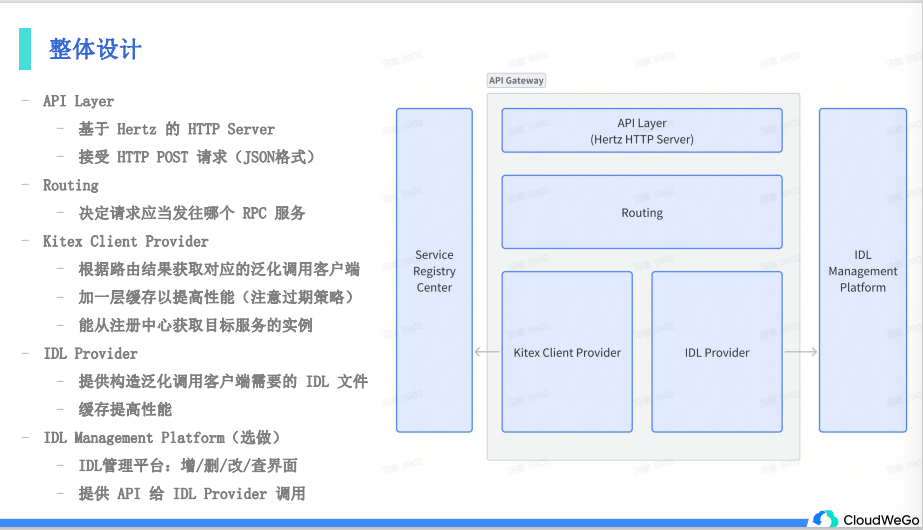 整体设计
- API Layer
- 基于 Hertz 的 HTTP Server
- 接受 HTTP POST 请求（JSON格式）
- Routing
- 决定请求应当发往哪个 RPC 服务
- Kitex Client Provider
- 根据路由结果获取对应的泛化调用客户端
- 加一层缓存以提高性能（注意过期策略）
- 能从注册中心获取目标服务的实例
- IDL Provider
- 提供构造泛化调用客户端需要的 IDL 文件
- 缓存提高性能
- IDL Management Platform（选做）
- IDL管理平台：增/删/改/查界面
- 提供 API 给 IDL Provider 调用
API Gateway
API Layer
(Hertz HTTP Server)
Routing
Service
Registry
Center
Kitex Client Provider
IDL Provider
IDL
Management
Platform
CloudWeGo